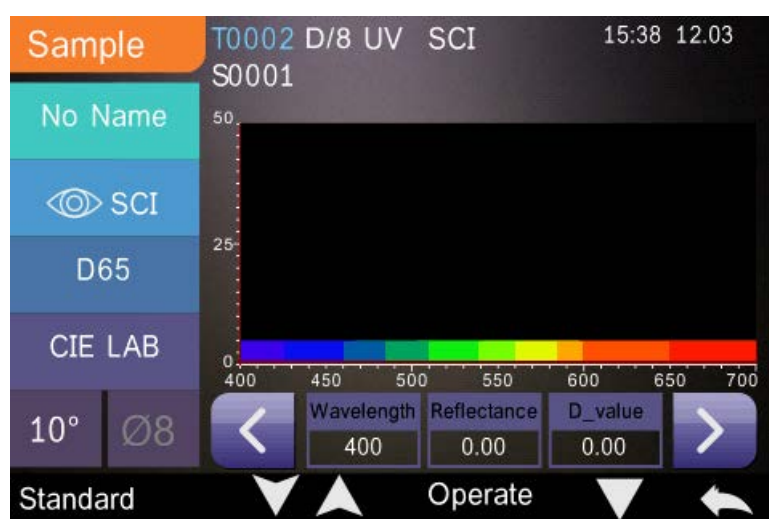 Sample
T0002 D/8 UV SCI
15:38 12.03
S0001
No Name
SCI
D65
CIE LAB
10° Ø8
50
25
0
400 450 500 550 600 650 700
Wavelength Reflectance D_value
400 0.00 0.00
Standard Operate